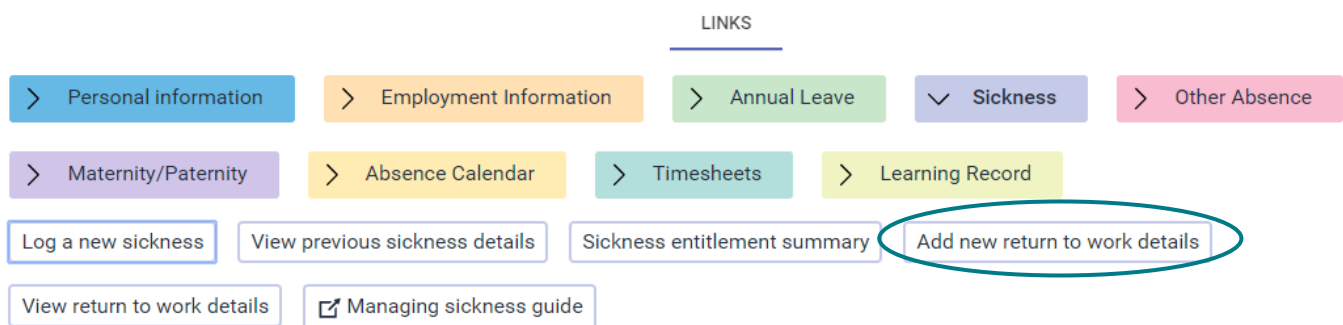 LINKS
Personal information Employment Information Annual Leave Sickness Other Absence
Maternity/Paternity Absence Calendar Timesheets Learning Record
Log a new sickness View previous sickness details Sickness entitlement summary Add new return to work details
View return to work details Managing sickness guide